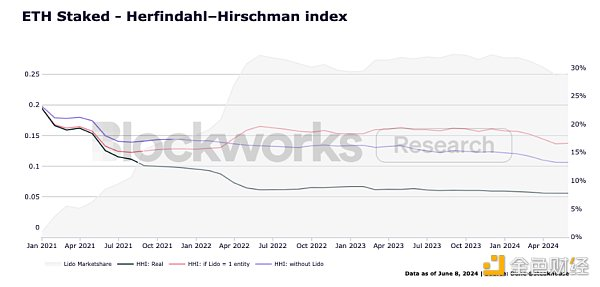 ETH Staked - Herfindahl–Hirschman index
0.25
0.2
0.15
0.1
0.05
0
30%
25%
20%
15%
10%
5%
0%
Blockworks Research
Jan 2021 Apr 2021 Jul 2021 Oct 2021 Jan 2022 Apr 2022 Jul 2022 Oct 2022 Jan 2023 Apr 2023 Jul 2023 Oct 2023 Jan 2024 Apr 2024
Lido Marketshare HHI: Real HHI: if Lido = 1 entity HHI: without Lido
Data as of June 8, 2024 | Source:
金色财经